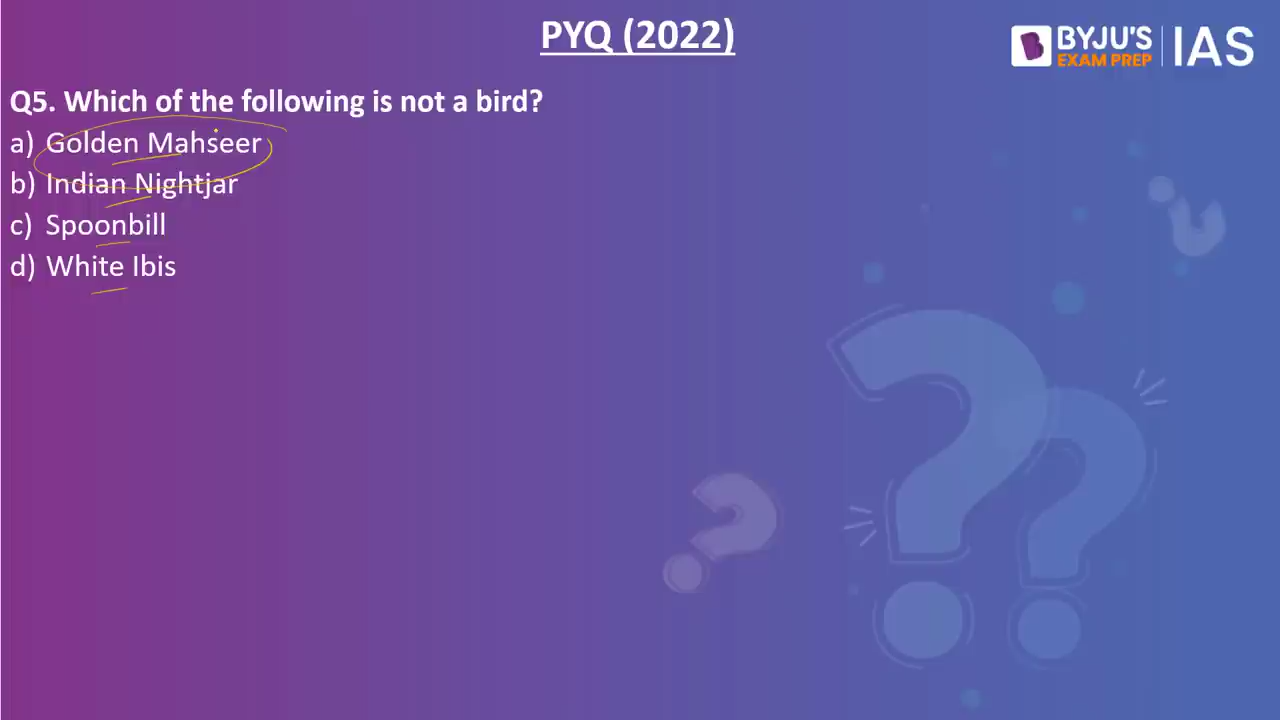 PYQ (2022)
BYJU'S
EXAM PREP
IAS
Q5. Which of the following is not a bird?
a) Golden Mahseer
b) Indian Nightjar
c) Spoonbill
d) White Ibis